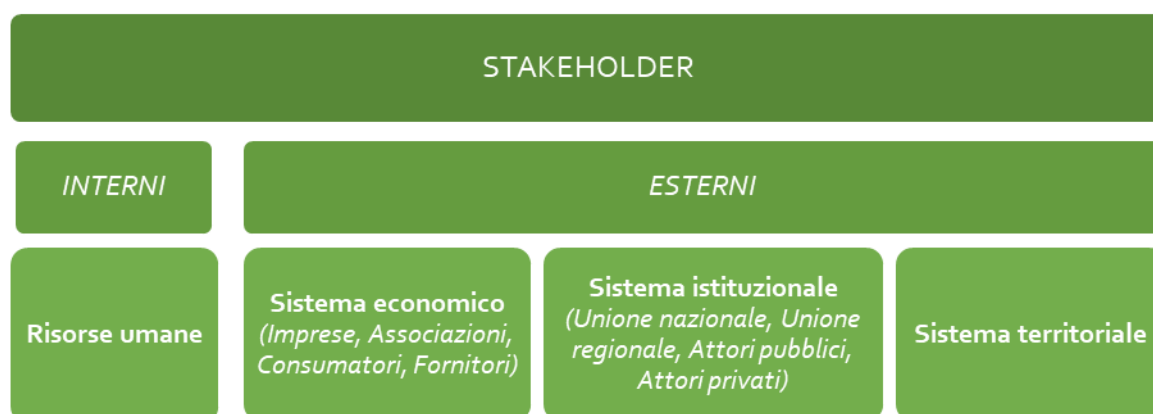 STAKEHOLDER
INTERNI
ESTERNI
Risorse umane
Sistema economico
(Imprese, Associazioni,
Consumatori, Fornitori)
Sistema istituzionale
(Unione nazionale, Unione
regionale, Attori pubblici,
Attori privati)
Sistema territoriale